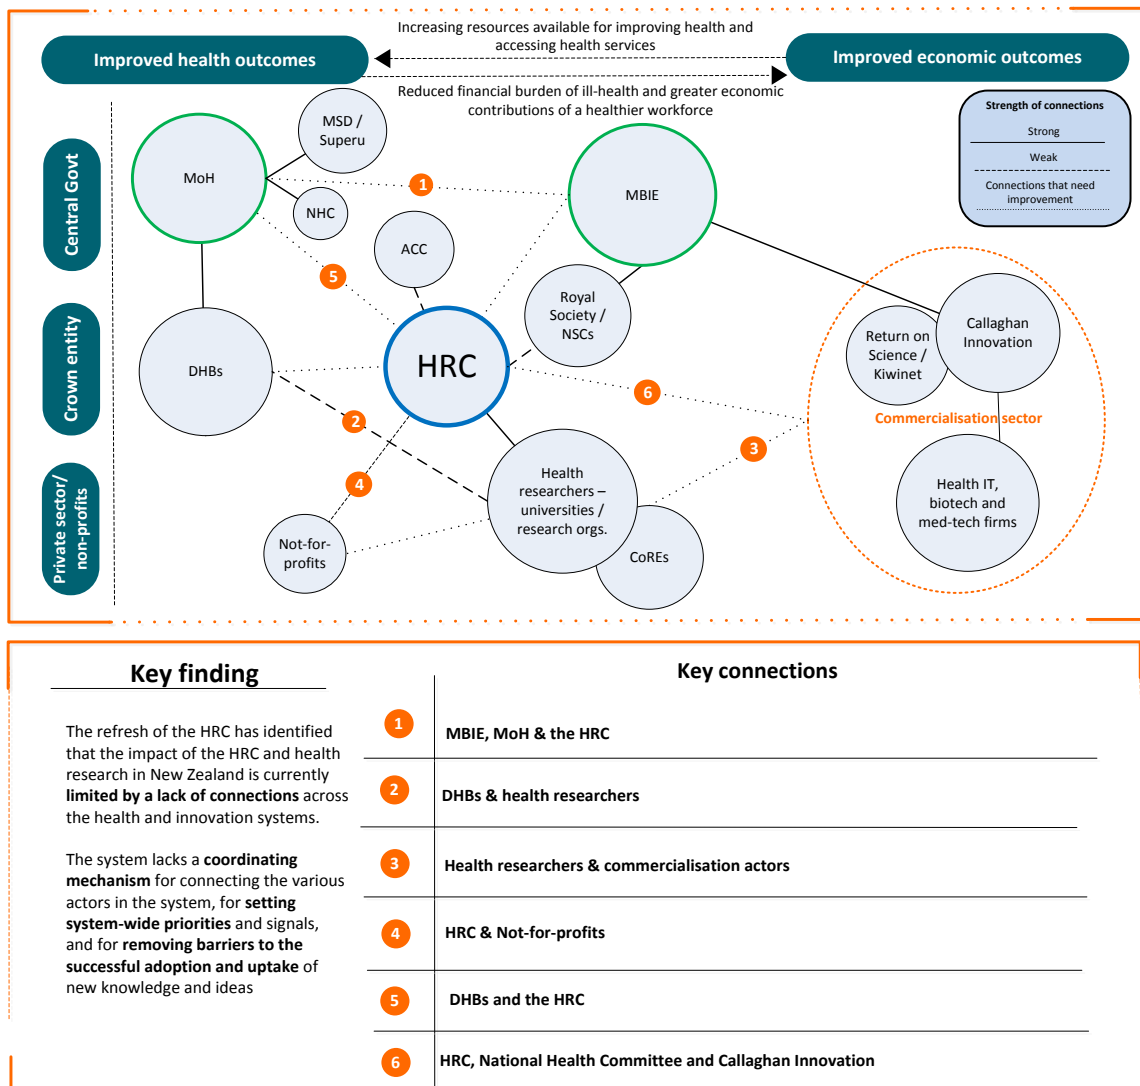 Increasing resources available for improving health and
accessing health services
Improved health outcomes
Improved economic outcomes
Reduced financial burden of ill-health and greater economic
contributions of a healthier workforce
Strength of connections
Strong
Weak
Connections that need
improvement
Central Govt
Crown entity
Private sector/
non-profits
MoH
MSD /
Superu
NHC
ACC
MBIE
1
5
Royal
Society /
NSCs
DHBs
HRC
Return on
Science /
Kiwinet
Callaghan
Innovation
6
Commercialisation sector
2
3
4
Health
researchers –
universities /
research orgs.
CoREs
Not-for-
profits
Health IT,
biotech and
med-tech firms
Key finding
The refresh of the HRC has identified
that the impact of the HRC and health
research in New Zealand is currently
limited by a lack of connections across
the health and innovation systems.
The system lacks a coordinating
mechanism for connecting the various
actors in the system, for setting
system-wide priorities and signals,
and for removing barriers to the
successful adoption and uptake of
new knowledge and ideas
Key connections
1 MBIE, MoH & the HRC
2 DHBs & health researchers
3 Health researchers & commercialisation actors
4 HRC & Not-for-profits
5 DHBs and the HRC
6 HRC, National Health Committee and Callaghan Innovation